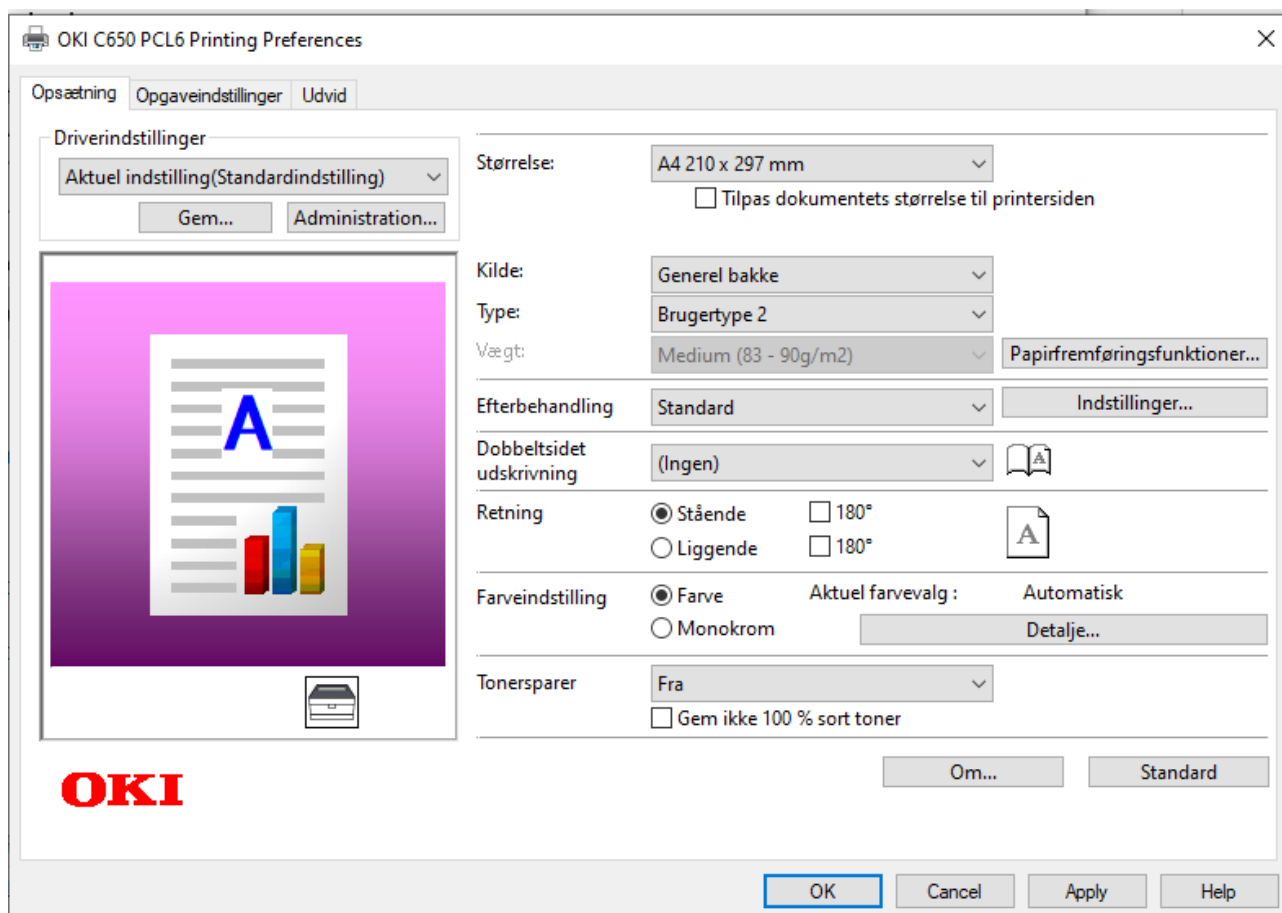 OKI C650 PCL6 Printing Preferences
Opsætning Opgaveindstillinger Udvid
Driverindstillinger
Aktuel indstilling(Standardindstilling)
Gem... Administration...
A
OKI
Størrelse: A4 210 x 297 mm
Tilpas dokumentets størrelse til printersiden
Kilde: Generel bakke
Type: Brugertype 2
Vægt: Medium (83 - 90g/m2) Papirfremføringsfunktioner...
Efterbehandling Standard Indstillinger...
Dobbeltsidet
udskrivning (Ingen) A
Retning Stående 180° A
Liggende 180°
Farveindstilling Farve Aktuel farvevalg : Automatisk
Monokrom Detalje...
Tonersparer Fra
Gem ikke 100 % sort toner
Om... Standard
OK Cancel Apply Help